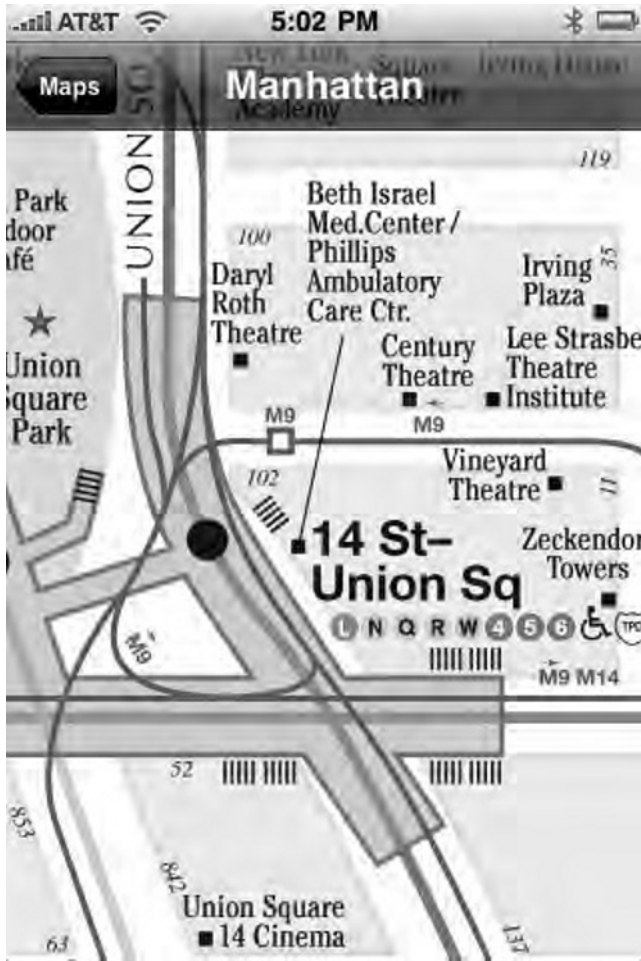 AT&T 5:02 PM
Maps
Manhattan
Academy
UNION SQ
119
Park
door
afé
100
35
Beth Israel
Med.Center /
Phillips
Ambulatory
Care Ctr.
Daryl
Roth
Theatre
Irving
Plaza
Union
Square
Park
Century
Theatre
Lee Strasbe
Theatre
Institute
M9
M9
102
Vineyard
Theatre
11
14 St–
Union Sq
Zeckendor
Towers
L N Q R W 4 5 6
TPC
M9
M9 M14
52
853
842
Union Square
14 Cinema
63
137